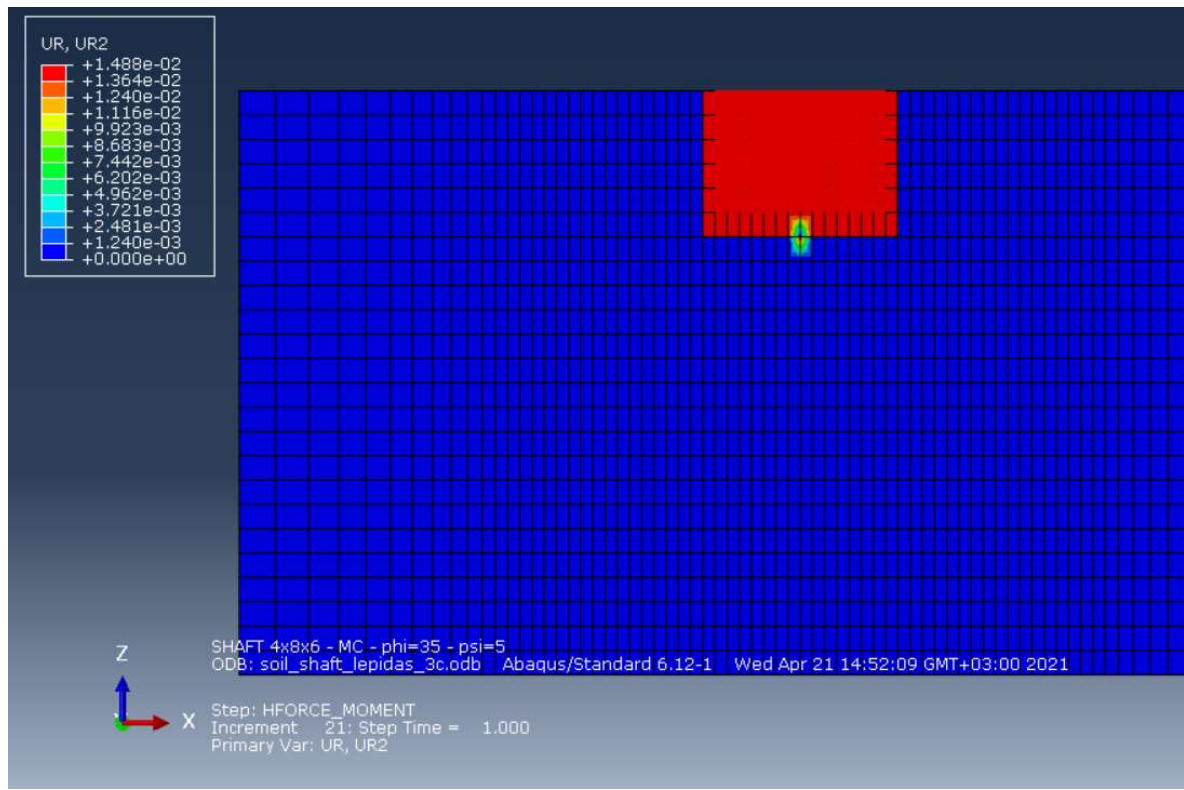 UR, UR2
+1.488e-02
+1.364e-02
+1.240e-02
+1.116e-02
+9.923e-03
+8.683e-03
+7.442e-03
+6.202e-03
+4.962e-03
+3.721e-03
+2.481e-03
+1.240e-03
+0.000e+00
SHAFT 4x8x6 - MC - phi=35 - psi=5
ODB: soil_shaft_lepidas_3c.odb Abaqus/Standard 6.12-1 Wed Apr 21 14:52:09 GMT+03:00 2021
Z
X
Step: HFORCE_MOMENT
Increment 21: Step Time = 1.000
Primary Var: UR, UR2